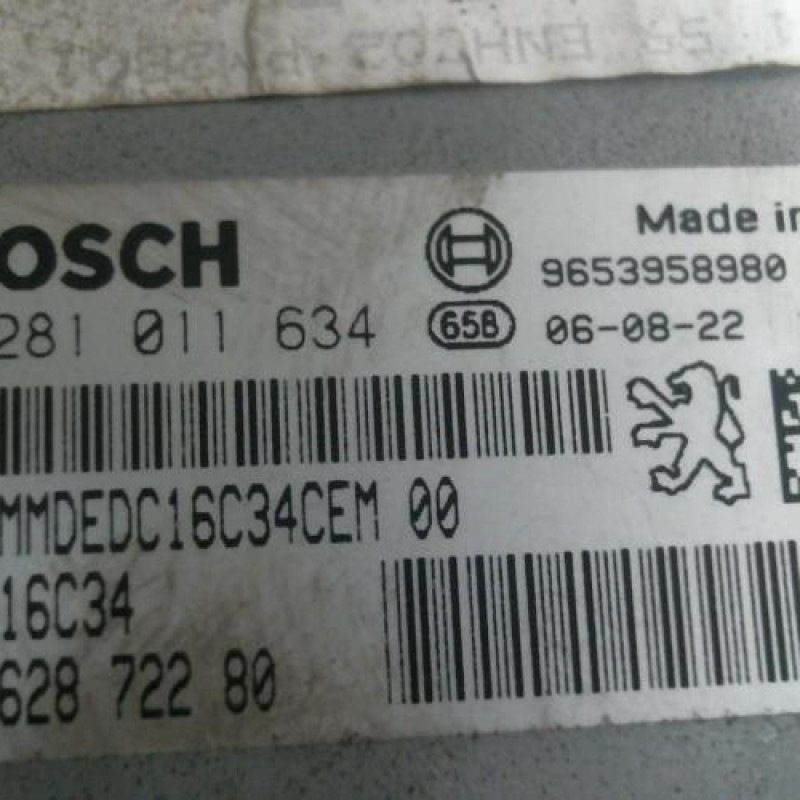 OSCH
Made in
9653958980
281 011 634
658
06-08-22
MMDEDC16C34CEM 00
16C34
628 722 80